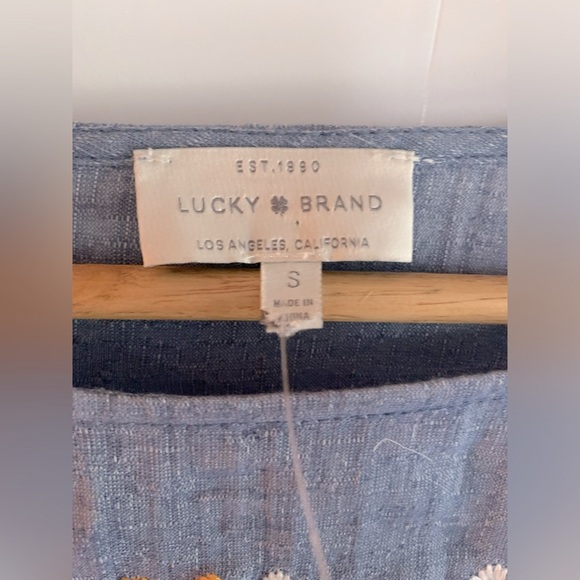 EST.1990
LUCKY BRAND
LOS ANGELES, CALIFORNIA
S
MADE IN
CHINA